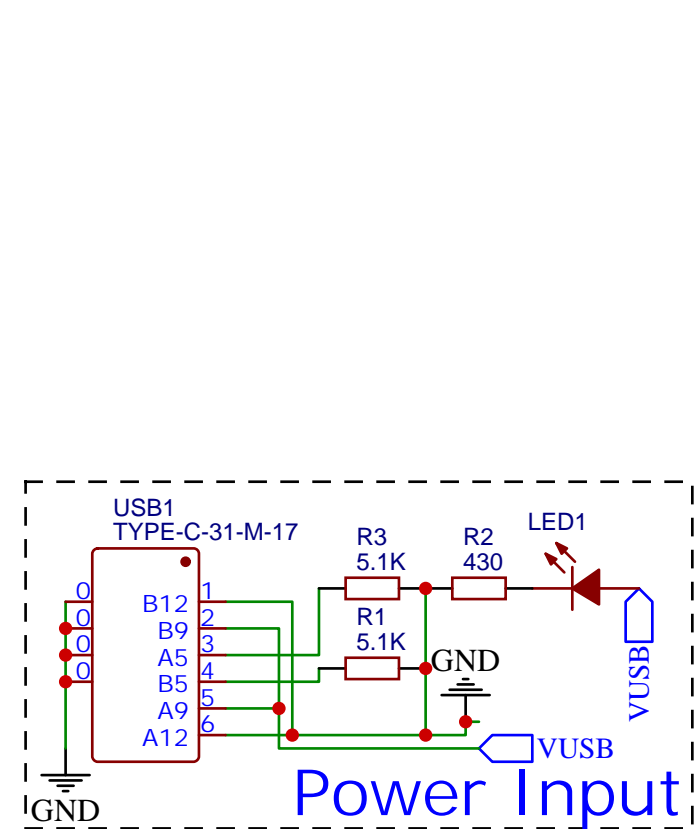 USB1
TYPE-C-31-M-17
R3
5.1K
R2
430
LED1
0
0
0
0
B12
B9
A5
B5
A9
A12
1
2
3
4
5
6
R1
5.1K
GND
VUSB
VUSB
GND
Power Input